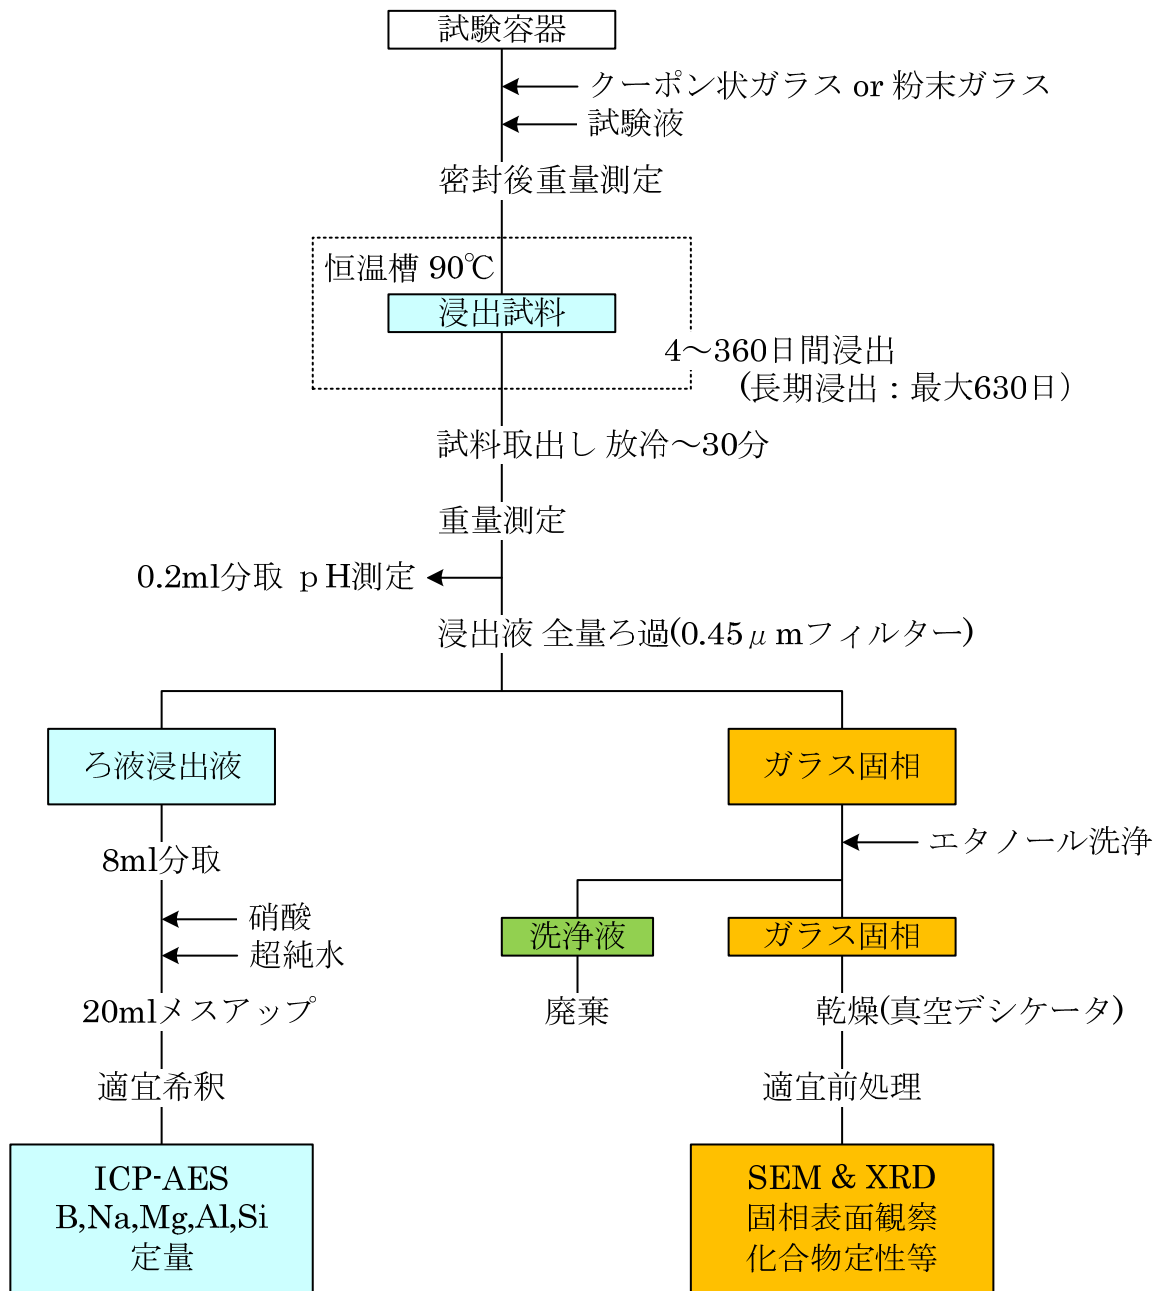 試験容器
クーポン状ガラス or 粉末ガラス
試験液
密封後重量測定
恒温槽 90℃
浸出試料
4～360日間浸出
(長期浸出：最大630日）
試料取出し 放冷～30分
重量測定
0.2ml分取 ｐH測定
浸出液 全量ろ過(0.45μmフィルター)
ろ液浸出液
ガラス固相
エタノール洗浄
8ml分取
硝酸
超純水
洗浄液
ガラス固相
20mlメスアップ
廃棄
乾燥(真空デシケータ)
適宜希釈
適宜前処理
ICP-AES
B,Na,Mg,Al,Si
定量
SEM & XRD
固相表面観察
化合物定性等